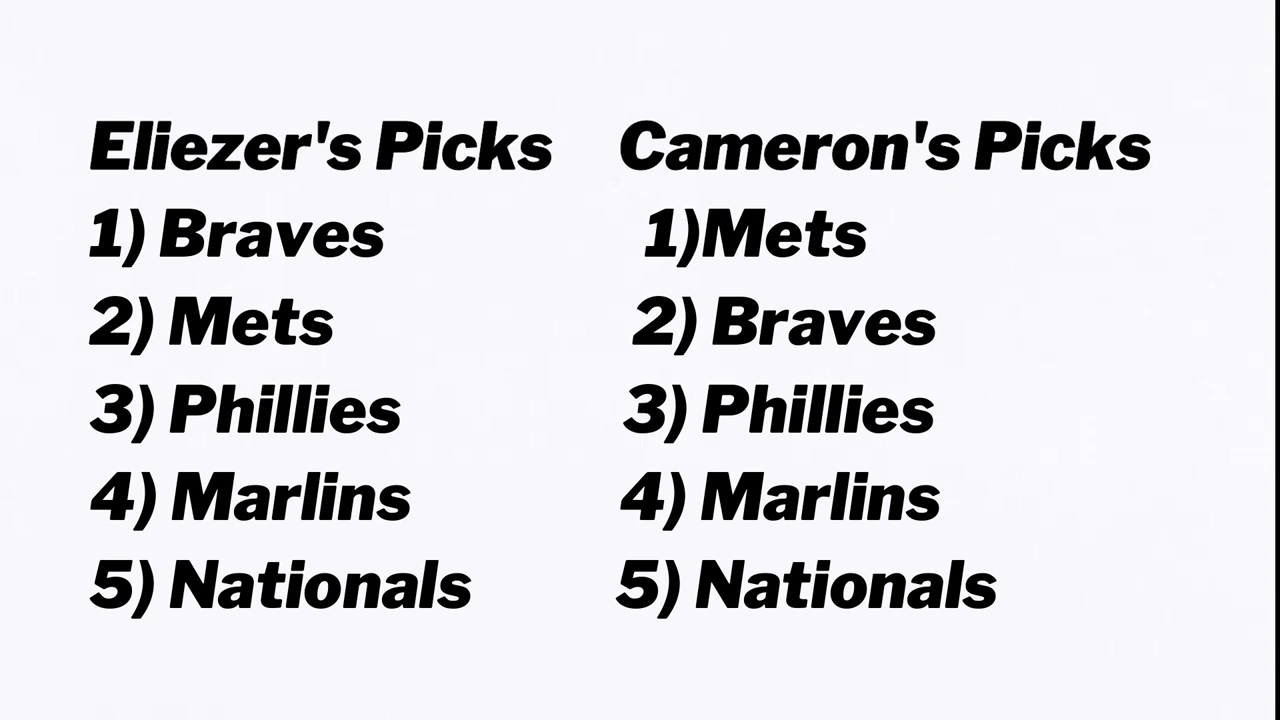 Eliezer's Picks
1) Braves
2) Mets
3) Phillies
4) Marlins
5) Nationals
Cameron's Picks
1)Mets
2) Braves
3) Phillies
4) Marlins
5) Nationals